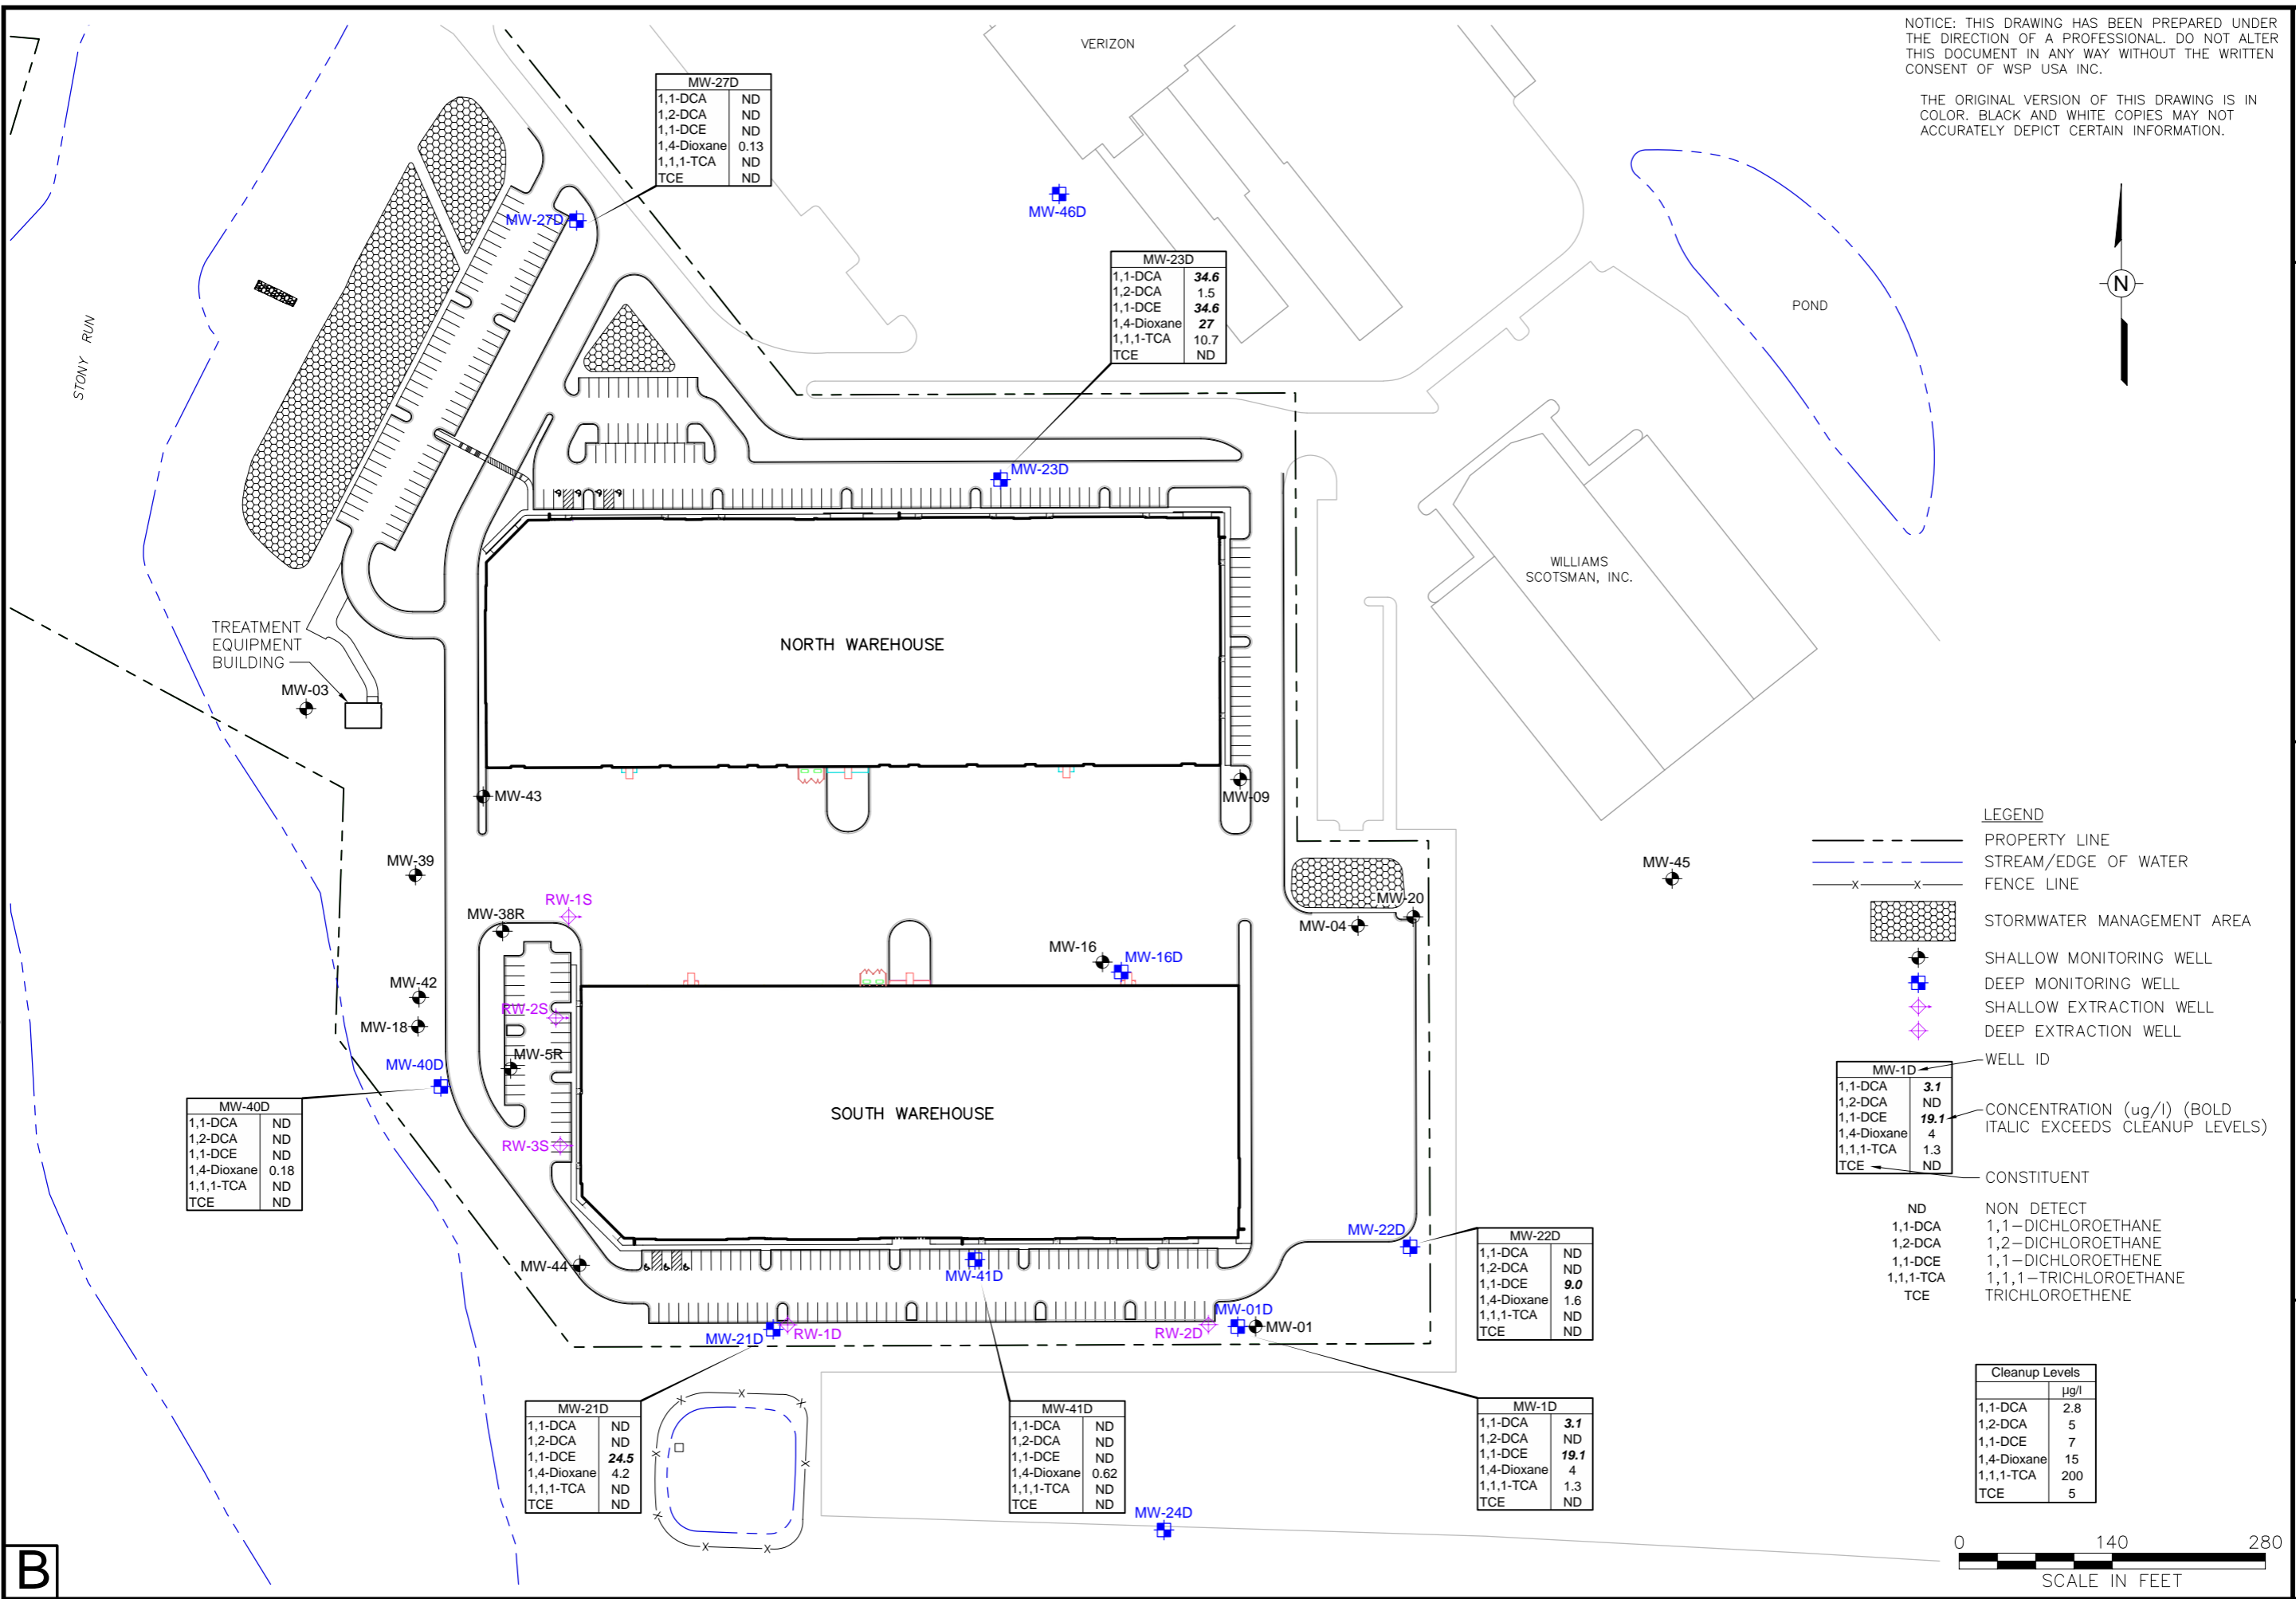 NOTICE: THIS DRAWING HAS BEEN PREPARED UNDER
THE DIRECTION OF A PROFESSIONAL. DO NOT ALTER
THIS DOCUMENT IN ANY WAY WITHOUT THE WRITTEN
CONSENT OF WSP USA INC.
THE ORIGINAL VERSION OF THIS DRAWING IS IN
COLOR. BLACK AND WHITE COPIES MAY NOT
ACCURATELY DEPICT CERTAIN INFORMATION.
VERIZON
MW-27D
1,1-DCA ND
1,2-DCA ND
1,1-DCE ND
1,4-Dioxane 0.13
1,1,1-TCA ND
TCE ND
MW-27D
MW-46D
MW-23D
1,1-DCA 34.6
1,2-DCA 1.5
1,1-DCE 34.6
1,4-Dioxane 27
1,1,1-TCA 10.7
TCE ND
N
POND
STONY RUN
MW-23D
WILLIAMS
SCOTSMAN, INC.
TREATMENT
EQUIPMENT
BUILDING
NORTH WAREHOUSE
MW-03
MW-43
MW-09
MW-39
MW-45
RW-1S
MW-38R
MW-20
MW-04
MW-16
MW-16D
MW-42
RW-2S
MW-18
MW-5R
MW-40D
SOUTH WAREHOUSE
RW-3S
MW-40D
1,1-DCA ND
1,2-DCA ND
1,1-DCE ND
1,4-Dioxane 0.18
1,1,1-TCA ND
TCE ND
MW-22D
MW-22D
1,1-DCA ND
1,2-DCA ND
1,1-DCE 9.0
1,4-Dioxane 1.6
1,1,1-TCA ND
TCE ND
MW-44
MW-41D
MW-01D
MW-21D
RW-1D
RW-2D
MW-01
MW-21D
1,1-DCA ND
1,2-DCA ND
1,1-DCE 24.5
1,4-Dioxane 4.2
1,1,1-TCA ND
TCE ND
MW-41D
1,1-DCA ND
1,2-DCA ND
1,1-DCE ND
1,4-Dioxane 0.62
1,1,1-TCA ND
TCE ND
MW-1D
1,1-DCA 3.1
1,2-DCA ND
1,1-DCE 19.1
1,4-Dioxane 4
1,1,1-TCA 1.3
TCE ND
MW-24D
LEGEND
PROPERTY LINE
STREAM/EDGE OF WATER
X X FENCE LINE
STORMWATER MANAGEMENT AREA
SHALLOW MONITORING WELL
DEEP MONITORING WELL
SHALLOW EXTRACTION WELL
DEEP EXTRACTION WELL
WELL ID
MW-1D
1,1-DCA 3.1
1,2-DCA ND
1,1-DCE 19.1
1,4-Dioxane 4
1,1,1-TCA 1.3
TCE ND
CONCENTRATION (ug/l) (BOLD
ITALIC EXCEEDS CLEANUP LEVELS)
CONSTITUENT
ND NON DETECT
1,1-DCA 1,1-DICHLOROETHANE
1,2-DCA 1,2-DICHLOROETHANE
1,1-DCE 1,1-DICHLOROETHENE
1,1,1-TCA 1,1,1-TRICHLOROETHANE
TCE TRICHLOROETHENE
Cleanup Levels
µg/l
1,1-DCA 2.8
1,2-DCA 5
1,1-DCE 7
1,4-Dioxane 15
1,1,1-TCA 200
TCE 5
0 140 280
SCALE IN FEET
B